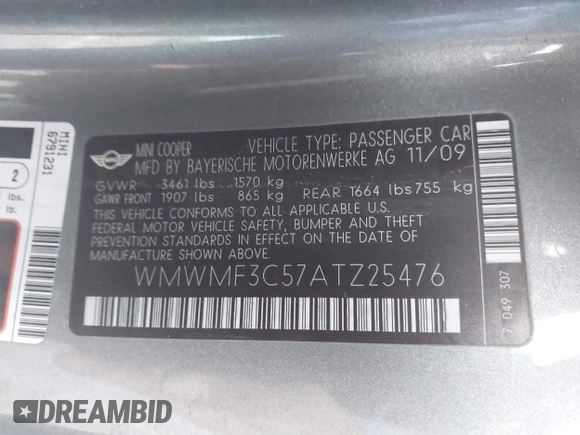 MINI
6791231
2
lbs.
lb.
MINI COOPER VEHICLE TYPE: PASSENGER CAR
MFD BY BAYERISCHE MOTORENWERKE AG 11/09
GVWR 3461 lbs 1570 kg
GAWR FRONT 1907 lbs 865 kg REAR 1664 lbs 755 kg
THIS VEHICLE CONFORMS TO ALL APPLICABLE U.S.
FEDERAL MOTOR VEHICLE SAFETY, BUMPER AND THEFT
PREVENTION STANDARDS IN EFFECT ON THE DATE OF
MANUFACTURE SHOWN ABOVE.
WMWMF3C57ATZ25476
7 049 307
DREAMBID